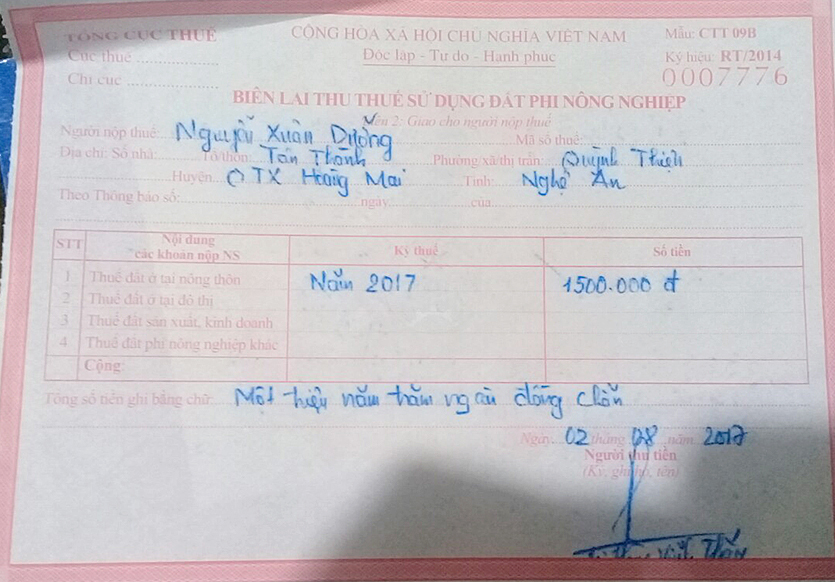 TỔNG CỤC THUẾ
Cục thuế
Chi cục
CỘNG HÒA XÃ HỘI CHỦ NGHĨA VIỆT NAM
Độc lập - Tự do - Hạnh phúc
Mẫu: CTT 09B
Ký hiệu: RT/2014
0007776
BIÊN LAI THU THUẾ SỬ DỤNG ĐẤT PHI NÔNG NGHIỆP
Liên 2: Giao cho người nộp thuế
Người nộp thuế: Nguyễn Xuân Dưỡng Mã số thuế:
Địa chỉ: Số nhà: Tổ/thôn: Tân Thành Phường/xã/thị trấn: Quỳnh Thiện
Huyện: TX Hoàng Mai Tỉnh: Nghệ An
Theo Thông báo số: ngày của
STT Nội dung các khoản nộp NS Kỳ thuế Số tiền
1 Thuế đất ở tại nông thôn Năm 2017 1500.000 đ
2 Thuế đất ở tại đô thị
3 Thuế đất sản xuất, kinh doanh
4 Thuế đất phi nông nghiệp khác
Cộng:
Tổng số tiền ghi bằng chữ: Một triệu năm trăm ngàn đồng chẵn
Ngày 02 tháng 08 năm 2017
Người thu tiền
(Ký, ghi họ, tên)